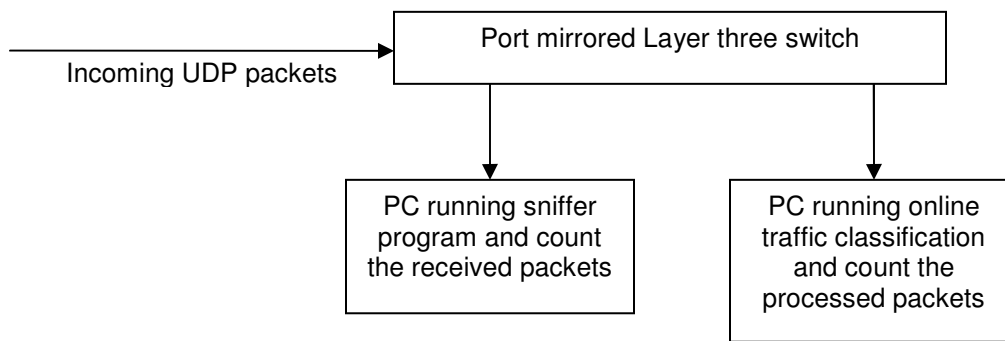 Port mirrored Layer three switch
Incoming UDP packets
PC running sniffer
program and count
the received packets
PC running online
traffic classification
and count the
processed packets